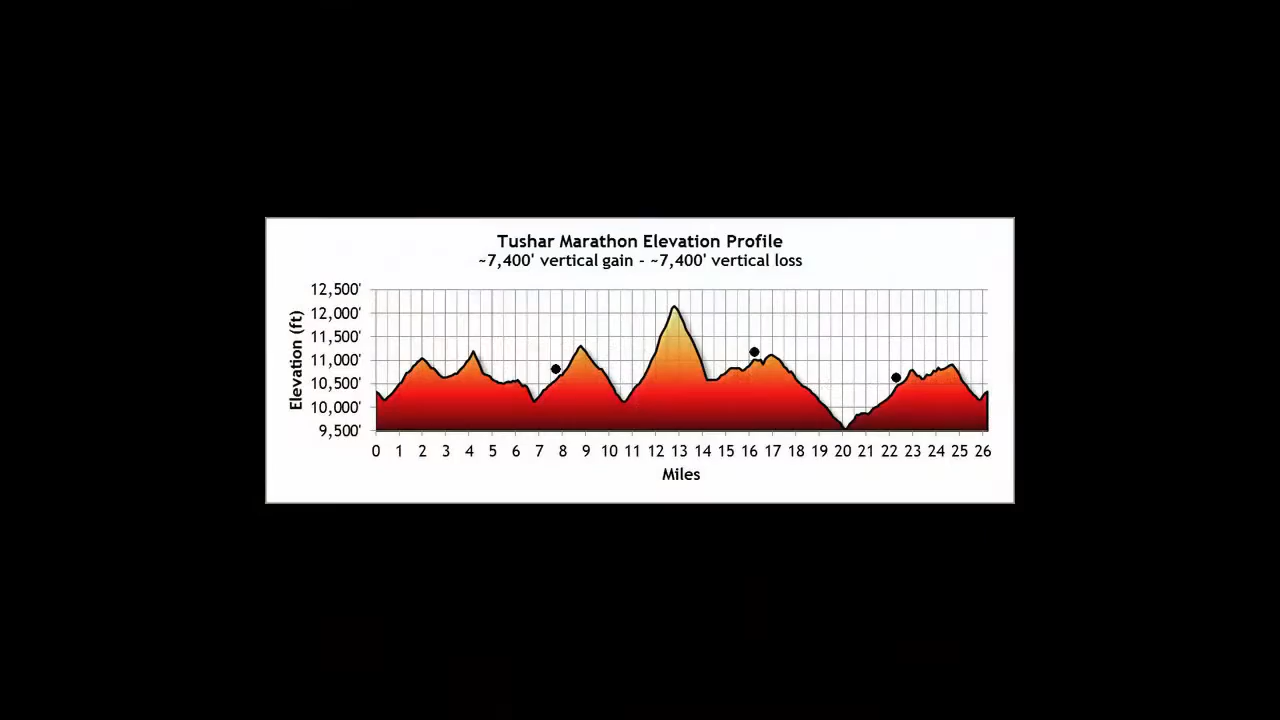 Tushar Marathon Elevation Profile
~7,400' vertical gain - ~7,400' vertical loss
Elevation (ft)
12,500'
12,000'
11,500'
11,000'
10,500'
10,000'
9,500'
0 1 2 3 4 5 6 7 8 9 10 11 12 13 14 15 16 17 18 19 20 21 22 23 24 25 26
Miles